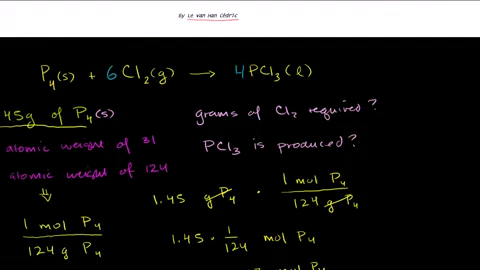 By Le Van Han Cédric
P₄(s) + 6Cl₂(g) → 4PCl₃(l)
45g of P₄(s)
grams of Cl₂ required?
atomic weight of 31
PCl₃ is produced?
atomic weight of 124
1.45 gP₄ · 1 mol P₄ / 124 g P₄
⇓
1 mol P₄ / 124 g P₄
1.45 · 1/124 mol P₄
mol P₄